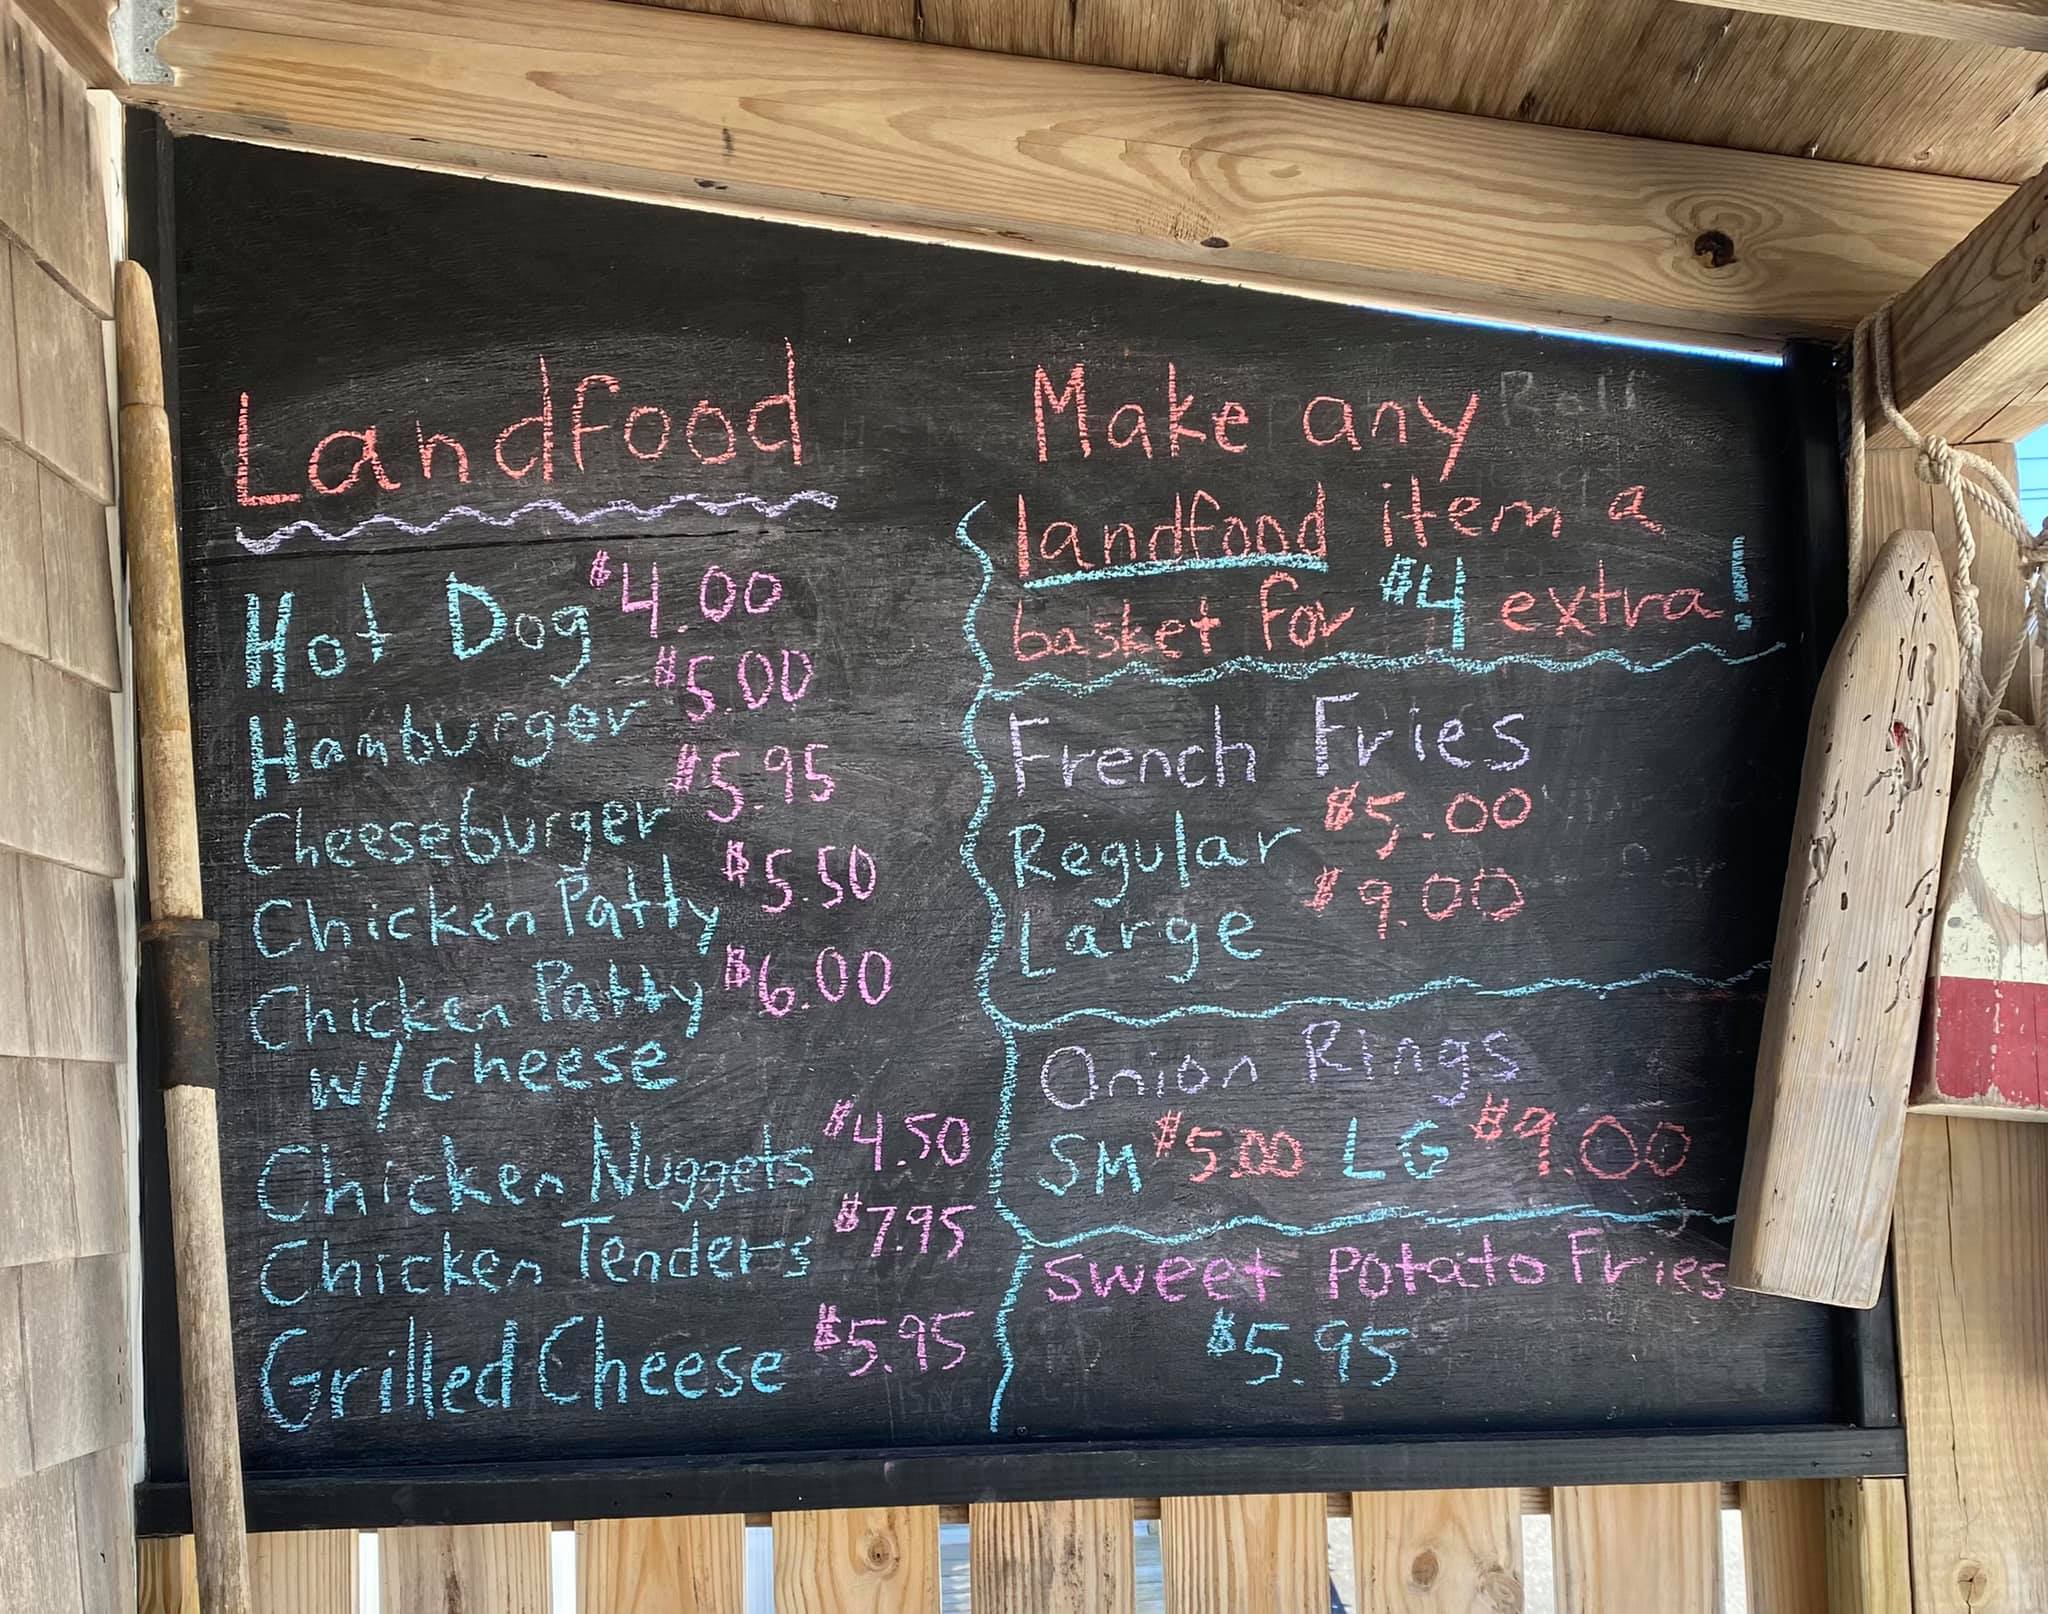 Landfood
Hot Dog $4.00
Hamburger $5.00
Cheeseburger $5.95
Chicken Patty $5.50
Chicken Patty $6.00
w/cheese
Chicken Nuggets $4.50
Chicken Tenders $7.95
Grilled Cheese $5.95
Make any
landfood item a
basket for $4 extra!
French Fries
Regular $5.00
Large $9.00
Onion Rings
SM $5.00 LG $9.00
Sweet Potato Fries
$5.95